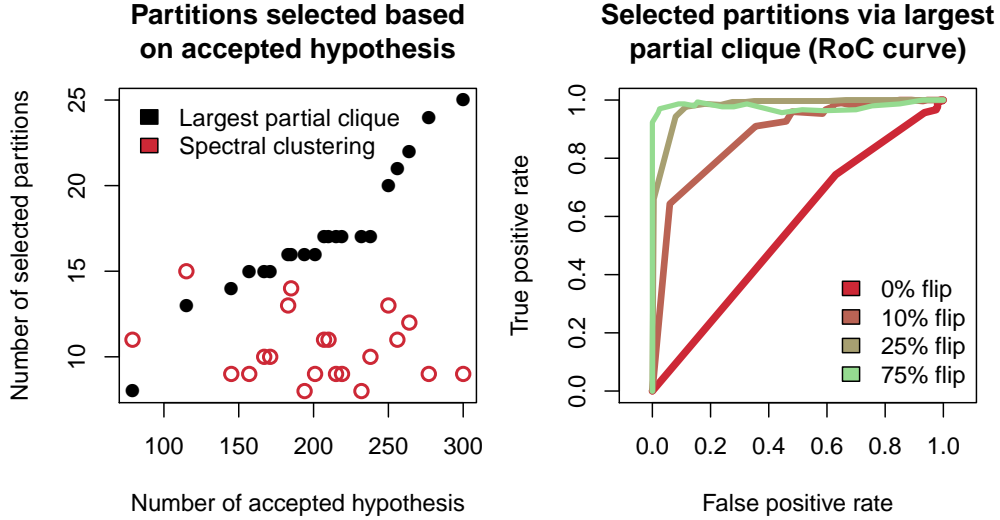 Partitions selected based
on accepted hypothesis
Number of selected partitions
25
20
15
10
Largest partial clique
Spectral clustering
100
150
200
250
300
Number of accepted hypothesis
Selected partitions via largest
partial clique (RoC curve)
True positive rate
1.0
0.8
0.6
0.4
0.2
0.0
0% flip
10% flip
25% flip
75% flip
0.0
0.2
0.4
0.6
0.8
1.0
False positive rate